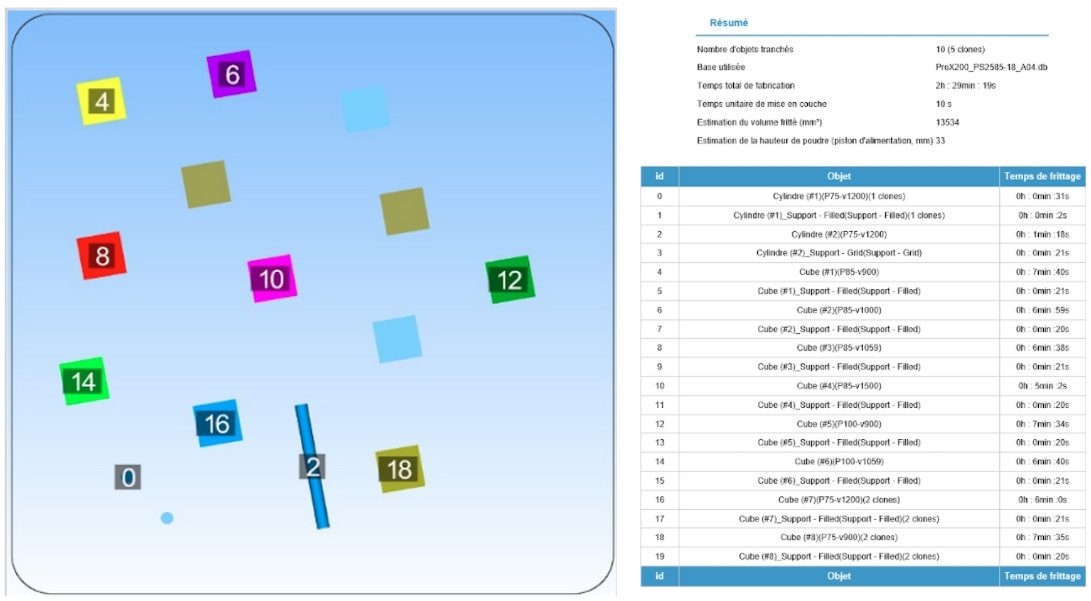 4
6
8
10
12
14
16
0
2
18
Résumé
Nombre d'objets tranchés 10 (5 clones)
Base utilisée ProX200_PS2585-18_A04.db
Temps total de fabrication 2h : 29min : 19s
Temps unitaire de mise en couche 10 s
Estimation du volume fritté (mm³) 13534
Estimation de la hauteur de poudre (piston d'alimentation, mm) 33
id Objet Temps de frittage
0 Cylindre (#1)(P75-v1200)(1 clones) 0h : 0min :31s
1 Cylindre (#1)_Support - Filled(Support - Filled)(1 clones) 0h : 0min :2s
2 Cylindre (#2)(P75-v1200) 0h : 1min :18s
3 Cylindre (#2)_Support - Grid(Support - Grid) 0h : 0min :21s
4 Cube (#1)(P85-v900) 0h : 7min :40s
5 Cube (#1)_Support - Filled(Support - Filled) 0h : 0min :21s
6 Cube (#2)(P85-v1000) 0h : 6min :59s
7 Cube (#2)_Support - Filled(Support - Filled) 0h : 0min :20s
8 Cube (#3)(P85-v1059) 0h : 6min :38s
9 Cube (#3)_Support - Filled(Support - Filled) 0h : 0min :21s
10 Cube (#4)(P85-v1500) 0h : 5min :2s
11 Cube (#4)_Support - Filled(Support - Filled) 0h : 0min :20s
12 Cube (#5)(P100-v900) 0h : 7min :34s
13 Cube (#5)_Support - Filled(Support - Filled) 0h : 0min :20s
14 Cube (#6)(P100-v1059) 0h : 6min :40s
15 Cube (#6)_Support - Filled(Support - Filled) 0h : 0min :21s
16 Cube (#7)(P75-v1200)(2 clones) 0h : 6min :0s
17 Cube (#7)_Support - Filled(Support - Filled)(2 clones) 0h : 0min :21s
18 Cube (#8)(P75-v900)(2 clones) 0h : 7min :35s
19 Cube (#8)_Support - Filled(Support - Filled)(2 clones) 0h : 0min :20s
id Objet Temps de frittage